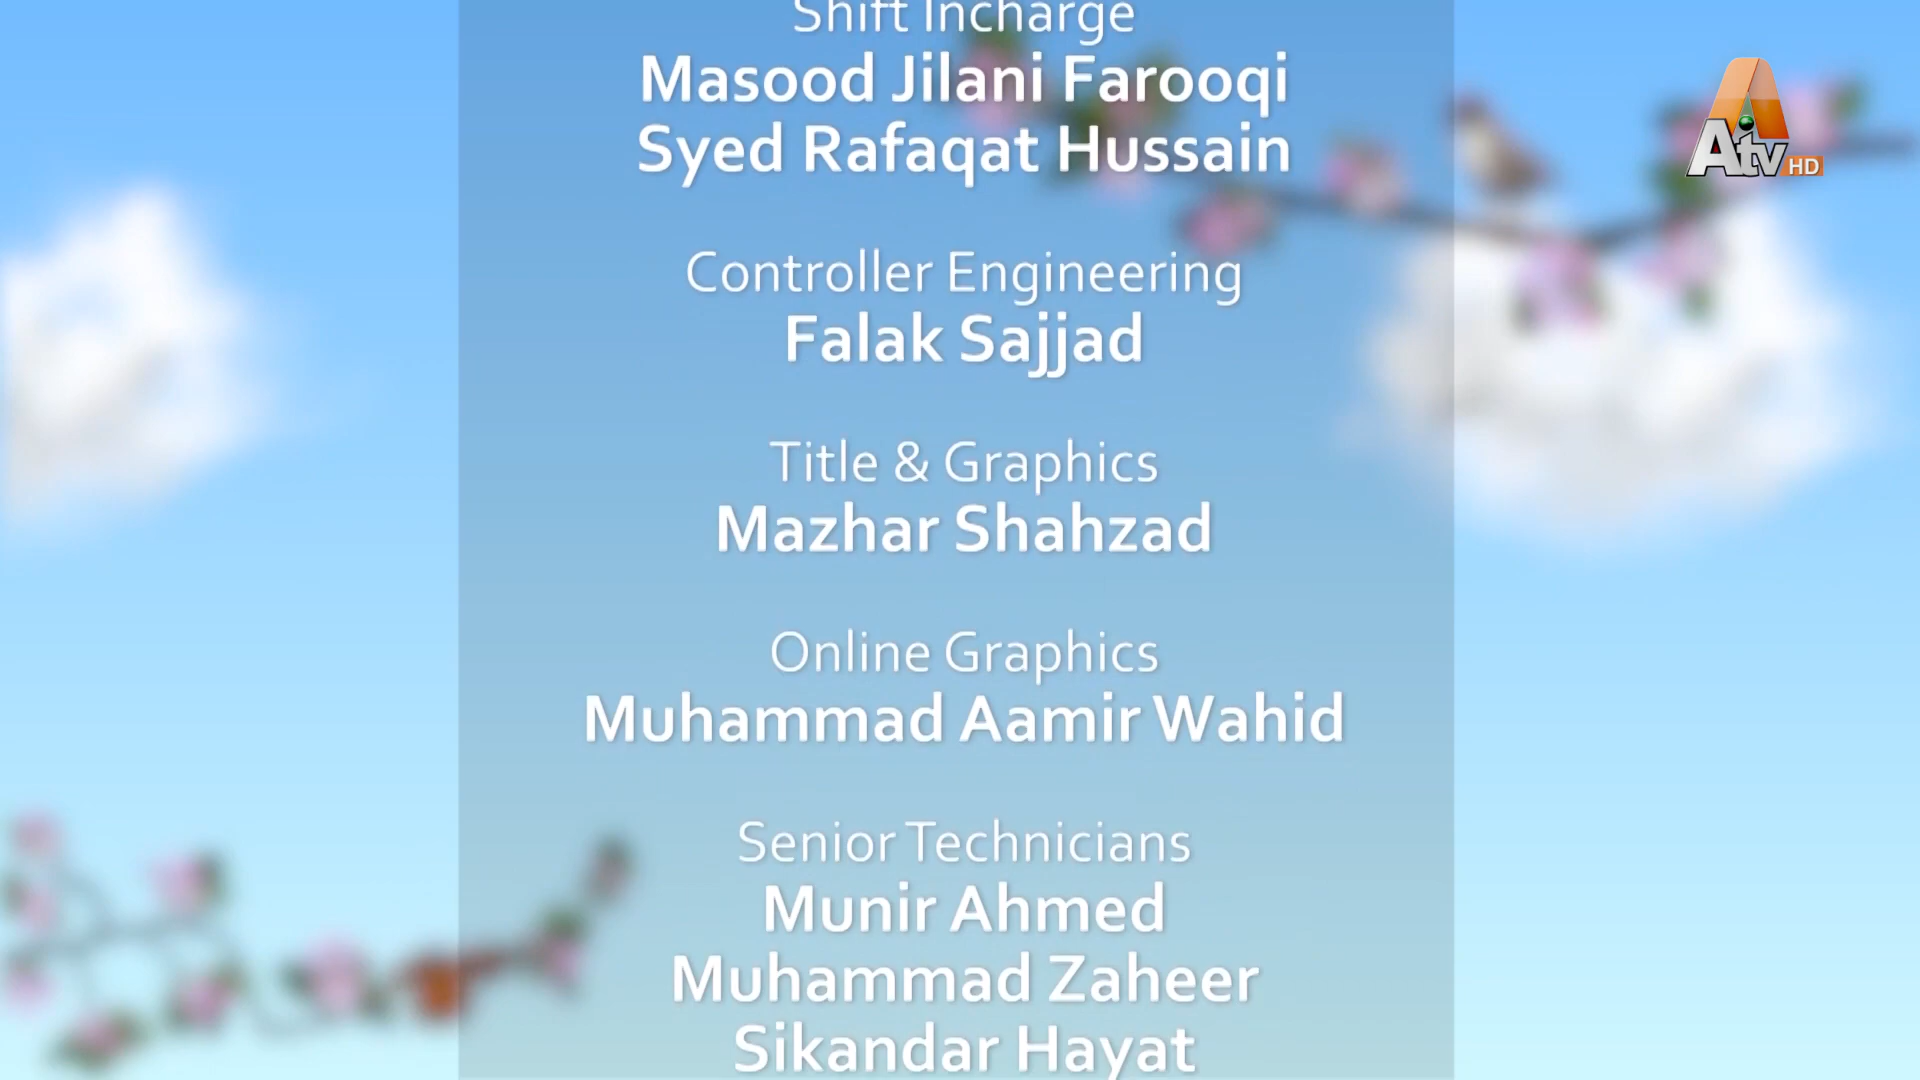 Shift Incharge
Masood Jilani Farooqi
Syed Rafaqat Hussain
Controller Engineering
Falak Sajjad
Title & Graphics
Mazhar Shahzad
Online Graphics
Muhammad Aamir Wahid
Senior Technicians
Munir Ahmed
Muhammad Zaheer
Sikandar Hayat
Atv HD